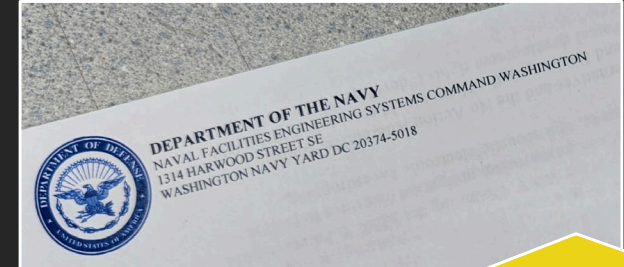 DEPARTMENT OF THE NAVY
NAVAL FACILITIES ENGINEERING SYSTEMS COMMAND WASHINGTON
1314 HARWOOD STREET SE
WASHINGTON NAVY YARD DC 20374-5018
DEPARTMENT OF DEFENSE
UNITED STATES OF AMERICA